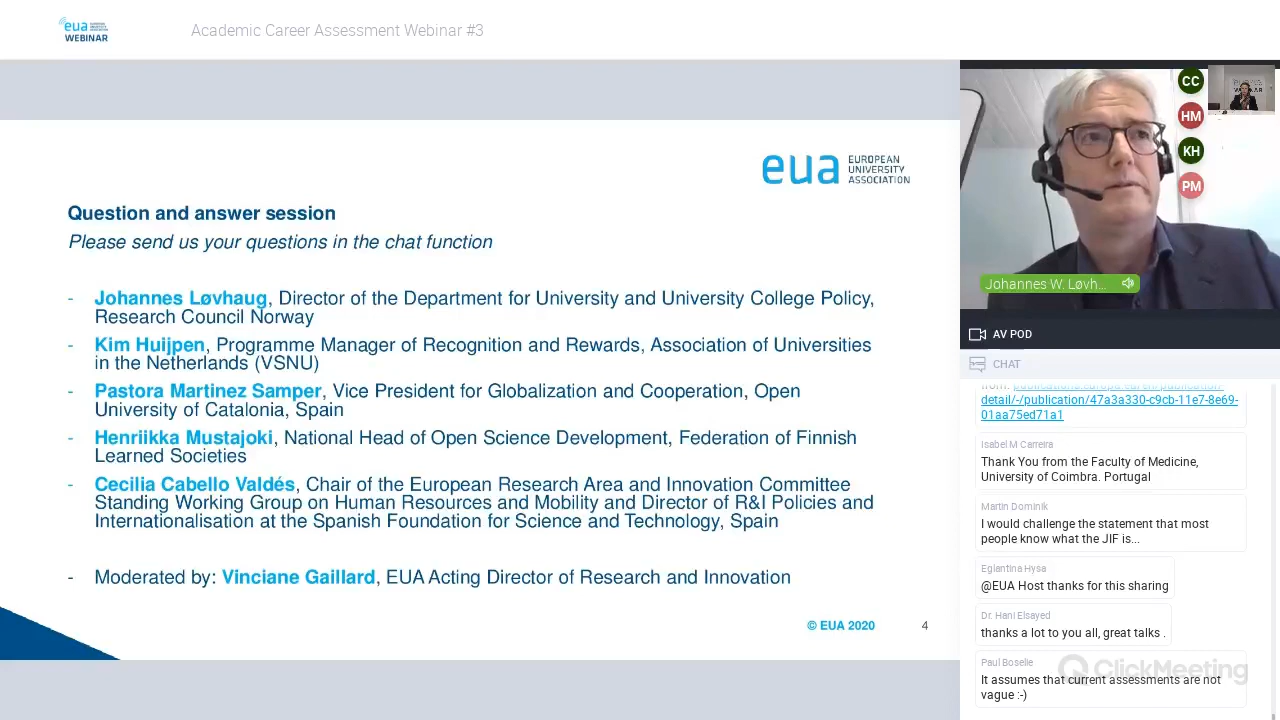 eua EUROPEAN UNIVERSITY ASSOCIATION
WEBINAR
Academic Career Assessment Webinar #3
eua EUROPEAN
UNIVERSITY
ASSOCIATION
Question and answer session
Please send us your questions in the chat function
- Johannes Løvhaug, Director of the Department for University and University College Policy,
Research Council Norway
- Kim Huijpen, Programme Manager of Recognition and Rewards, Association of Universities
in the Netherlands (VSNU)
- Pastora Martinez Samper, Vice President for Globalization and Cooperation, Open
University of Catalonia, Spain
- Henriikka Mustajoki, National Head of Open Science Development, Federation of Finnish
Learned Societies
- Cecilia Cabello Valdés, Chair of the European Research Area and Innovation Committee
Standing Working Group on Human Resources and Mobility and Director of R&I Policies and
Internationalisation at the Spanish Foundation for Science and Technology, Spain
- Moderated by: Vinciane Gaillard, EUA Acting Director of Research and Innovation
© EUA 2020
4
CC
HM
KH
PM
Johannes W. Løvh...
AV POD
CHAT
detail/-/publication/47a3a330-c9cb-11e7-8e69-
01aa75ed71a1
Isabel M Carreira
Thank You from the Faculty of Medicine,
University of Coimbra. Portugal
Martin Dominik
I would challenge the statement that most
people know what the JIF is...
Eglantina Hysa
@EUA Host thanks for this sharing
Dr. Hani Elsayed
thanks a lot to you all, great talks .
Paul Boselie
It assumes that current assessments are not
vague :-)
ClickMeeting